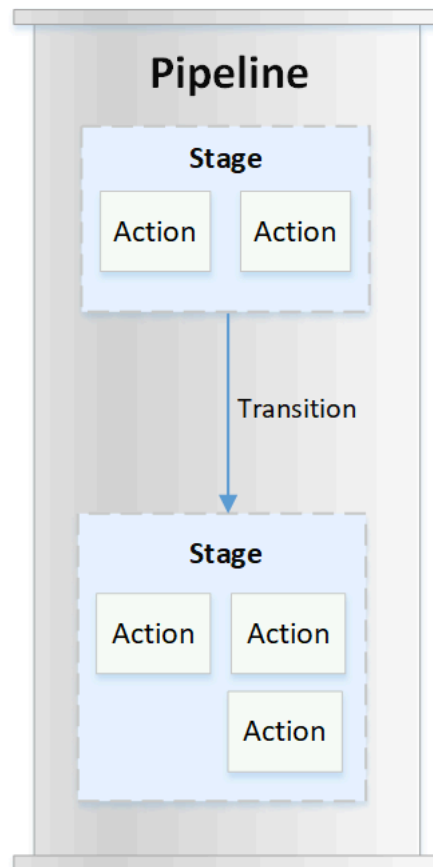 Pipeline
Stage
Action Action
Transition
Stage
Action Action
Action